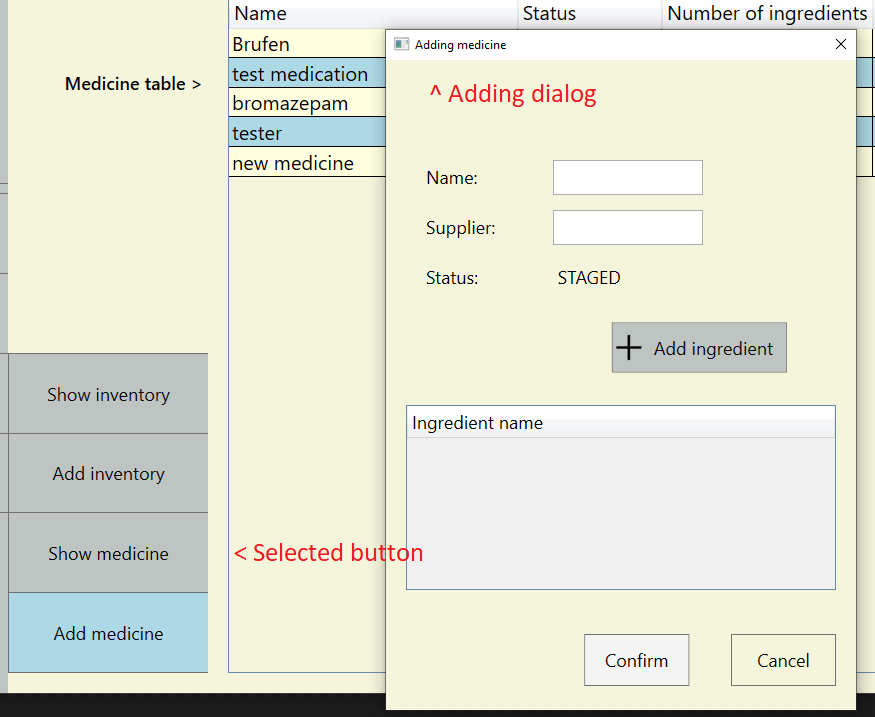 Name Status Number of ingredients
Brufen
Adding medicine
Medicine table >
test medication
^ Adding dialog
bromazepam
tester
new medicine
Name:
Supplier:
Status: STAGED
Add ingredient
Show inventory
Ingredient name
Add inventory
Show medicine
< Selected button
Add medicine
Confirm Cancel